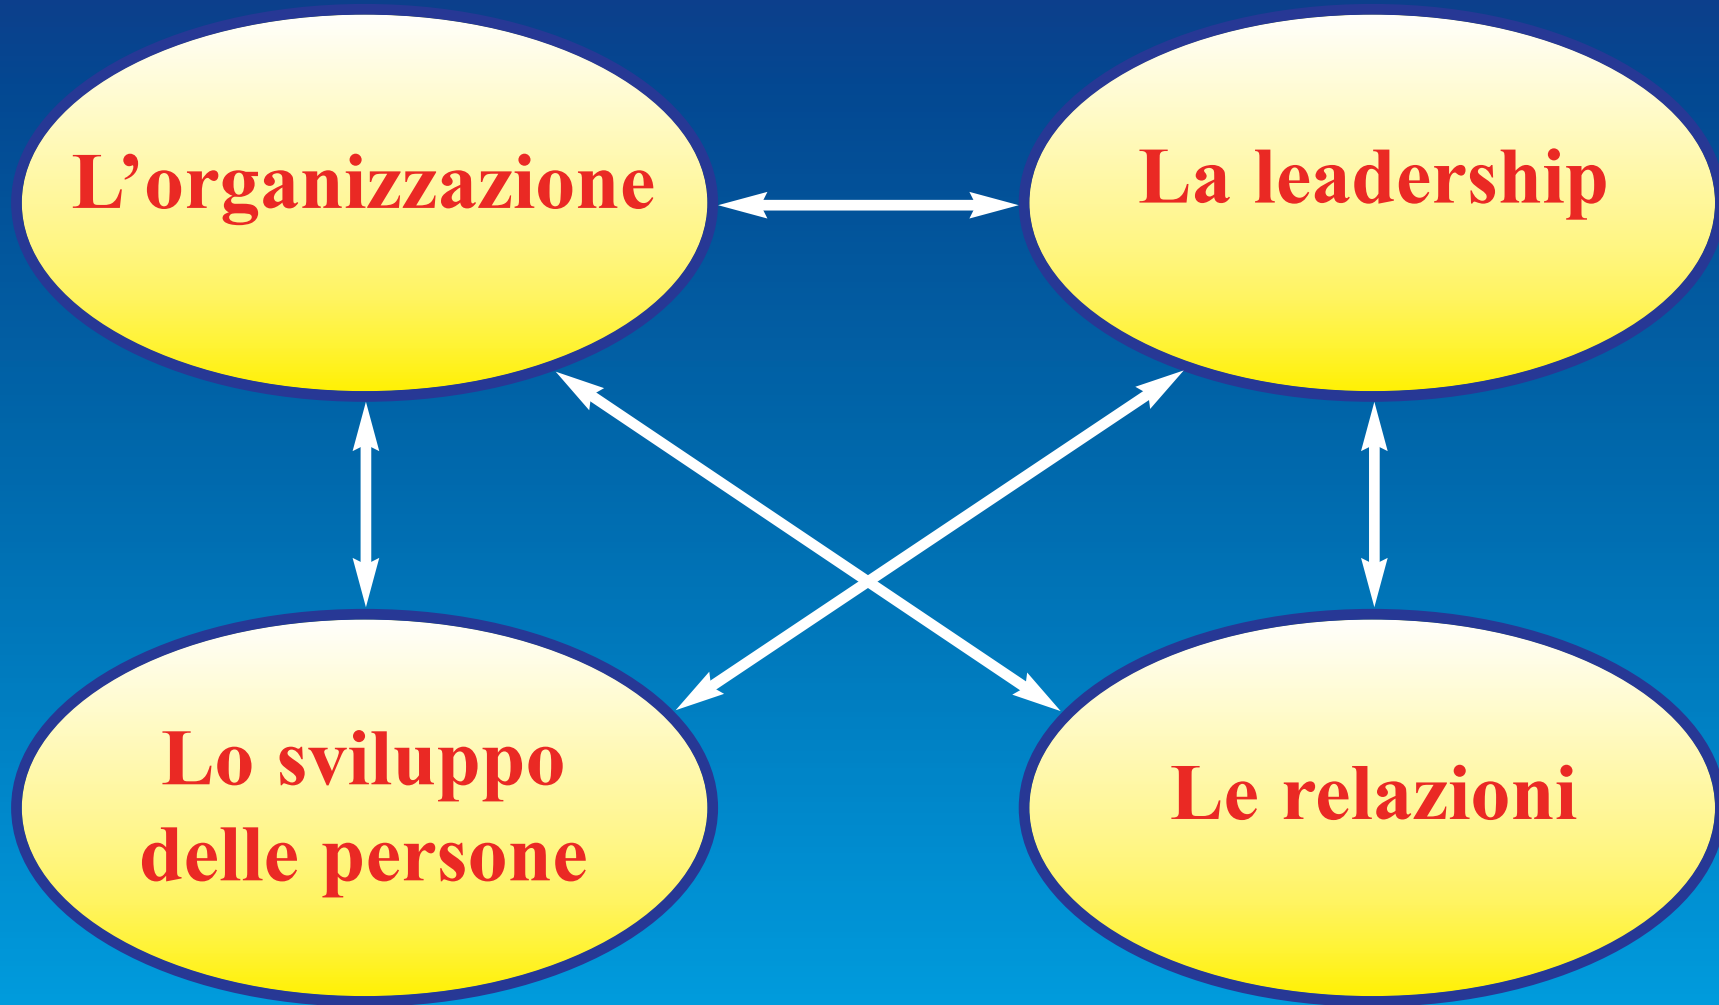 L’organizzazione
La leadership
Lo sviluppo
delle persone
Le relazioni